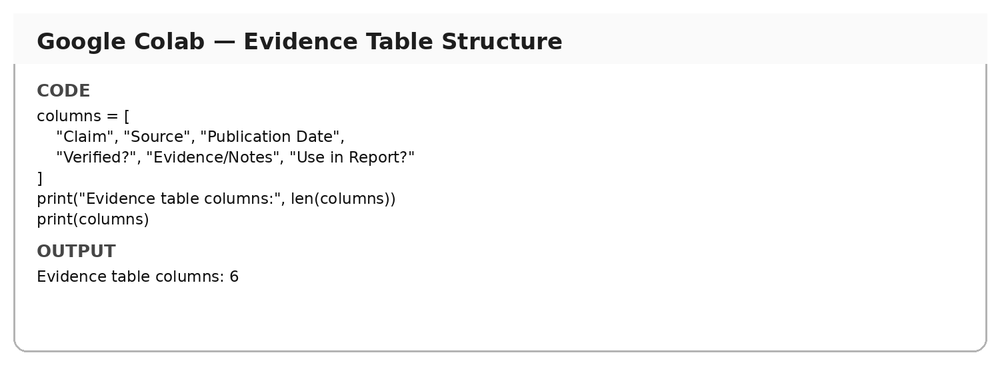 Google Colab — Evidence Table Structure
CODE
columns = [
    "Claim", "Source", "Publication Date",
    "Verified?", "Evidence/Notes", "Use in Report?"
]
print("Evidence table columns:", len(columns))
print(columns)
OUTPUT
Evidence table columns: 6